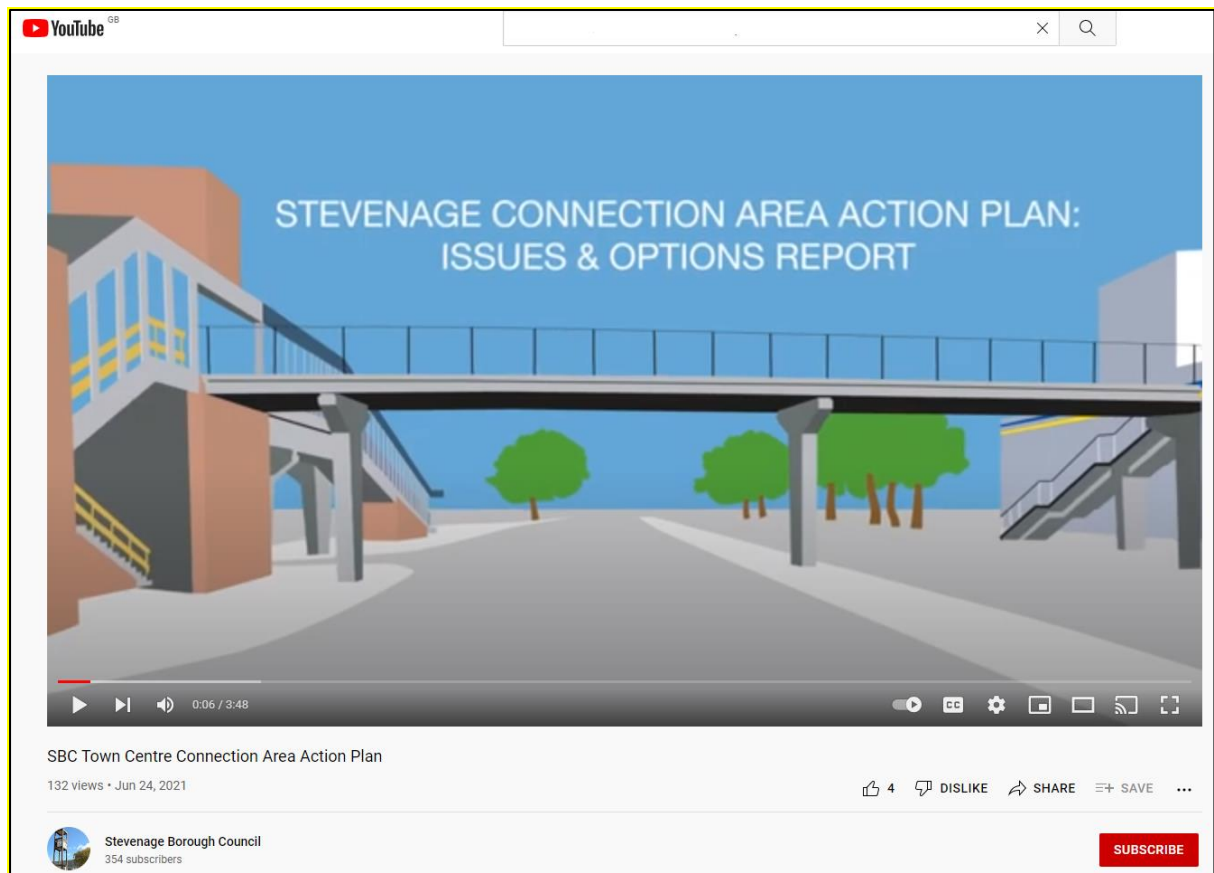 YouTube GB
STEVENAGE CONNECTION AREA ACTION PLAN:
ISSUES & OPTIONS REPORT
0:06 / 3:48
CC
SBC Town Centre Connection Area Action Plan
132 views • Jun 24, 2021
4 DISLIKE SHARE SAVE
Stevenage Borough Council
354 subscribers
SUBSCRIBE